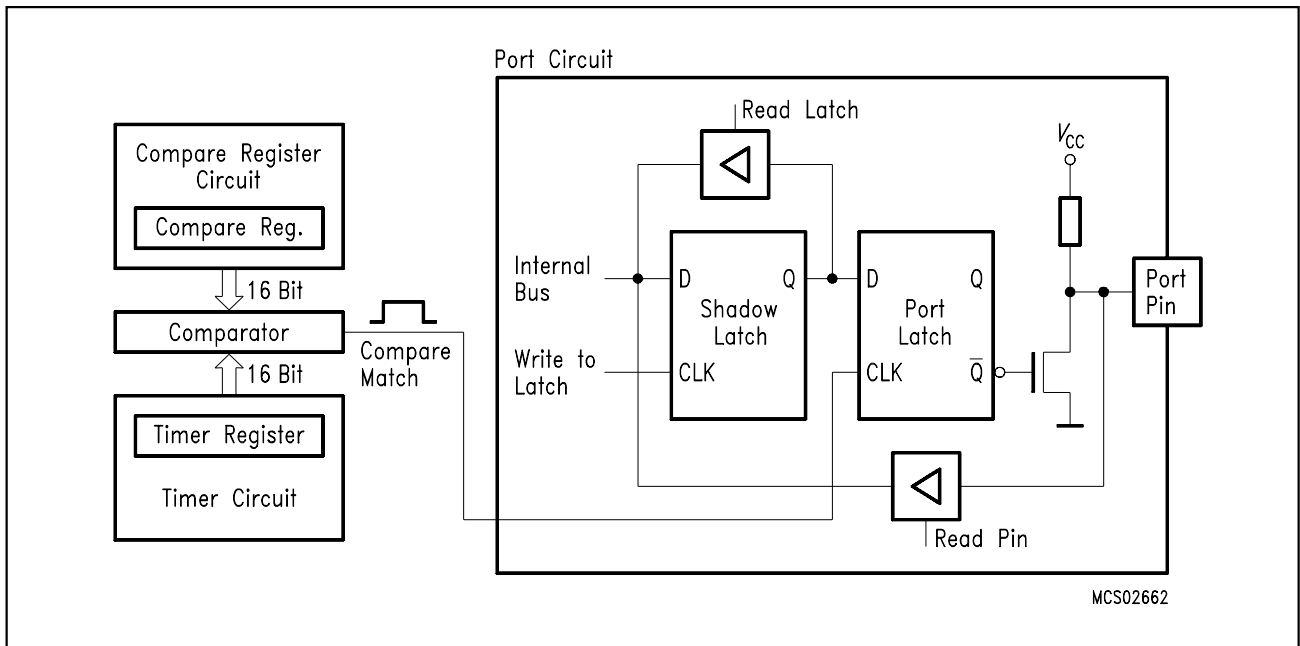 Port Circuit
Compare Register
Circuit
Compare Reg.
16 Bit
Comparator
16 Bit
Timer Register
Timer Circuit
Compare
Match
Read Latch
VCC
Internal
Bus
D
Q
Shadow
Latch
Write to
Latch
CLK
D
Q
Port
Latch
CLK
Q̅
Port
Pin
Read Pin
MCS02662